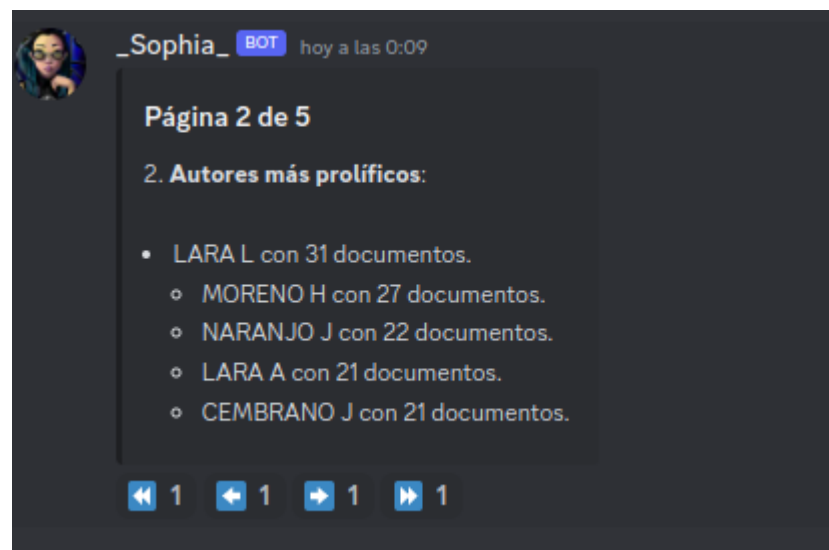 _Sophia_ BOT hoy a las 0:09
Página 2 de 5
2. Autores más prolíficos:
• LARA L con 31 documentos.
◦ MORENO H con 27 documentos.
◦ NARANJO J con 22 documentos.
◦ LARA A con 21 documentos.
◦ CEMBRANO J con 21 documentos.
1 1 1 1